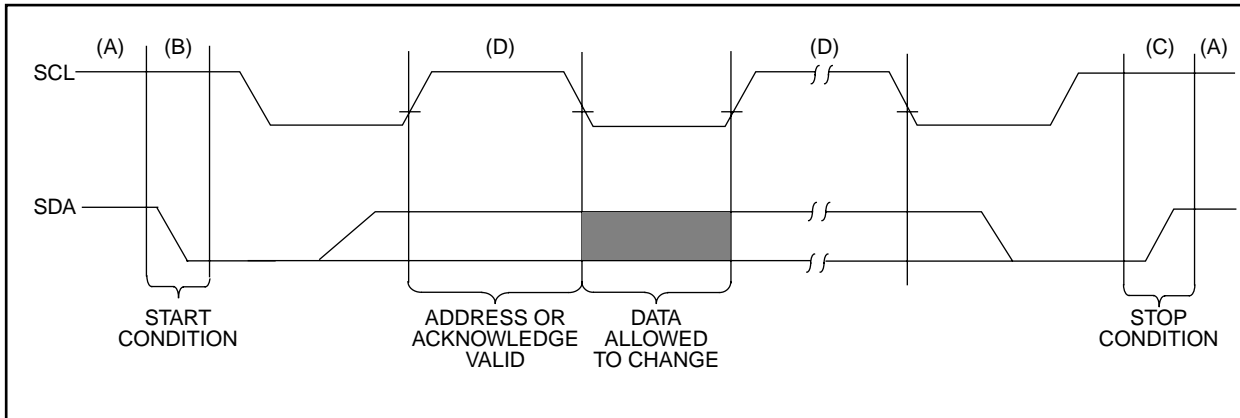 (A) (B) (D) (D) (C) (A)
SCL
SDA
START
CONDITION
ADDRESS OR
ACKNOWLEDGE
VALID
DATA
ALLOWED
TO CHANGE
STOP
CONDITION